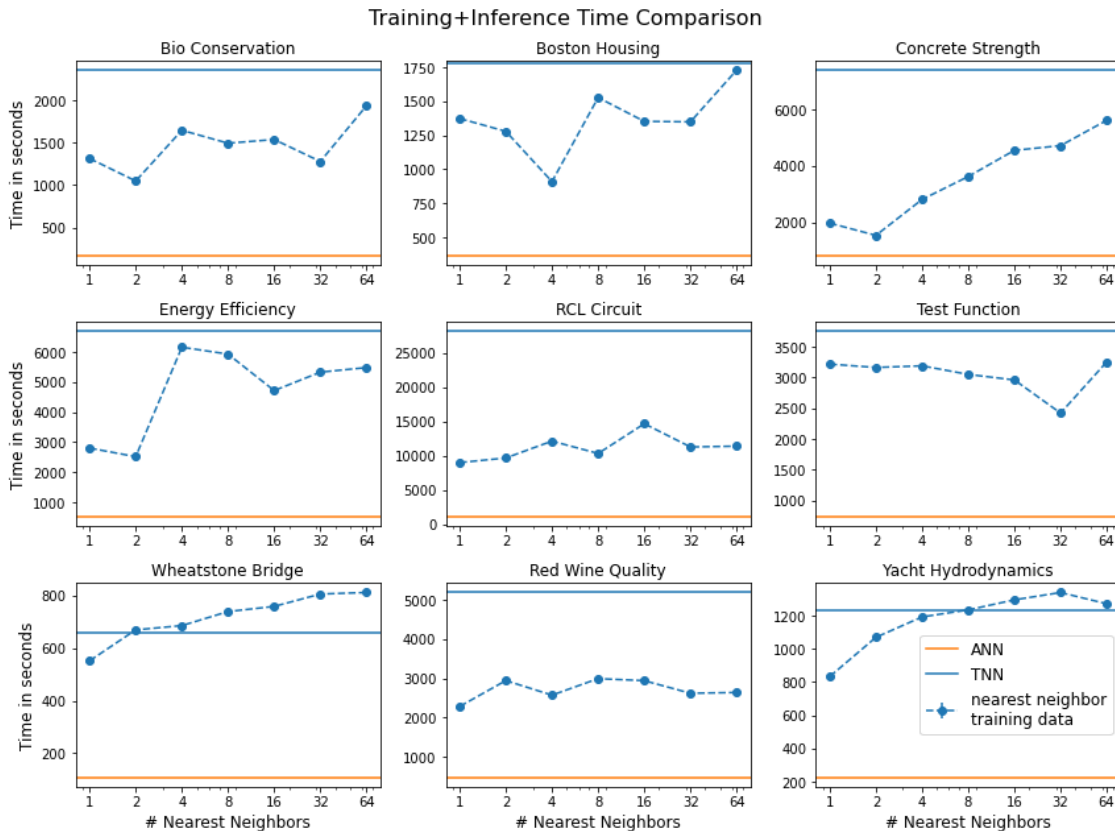 Training+Inference Time Comparison
Bio Conservation
Time in seconds
2000
1500
1000
500
1 2 4 8 16 32 64
Boston Housing
1750
1500
1250
1000
750
500
1 2 4 8 16 32 64
Concrete Strength
6000
4000
2000
1 2 4 8 16 32 64
Energy Efficiency
Time in seconds
6000
5000
4000
3000
2000
1000
1 2 4 8 16 32 64
RCL Circuit
25000
20000
15000
10000
5000
0
1 2 4 8 16 32 64
Test Function
3500
3000
2500
2000
1500
1000
1 2 4 8 16 32 64
Wheatstone Bridge
Time in seconds
800
600
400
200
1 2 4 8 16 32 64
# Nearest Neighbors
Red Wine Quality
5000
4000
3000
2000
1000
1 2 4 8 16 32 64
# Nearest Neighbors
Yacht Hydrodynamics
1200
1000
800
600
400
200
ANN
TNN
nearest neighbor
training data
1 2 4 8 16 32 64
# Nearest Neighbors